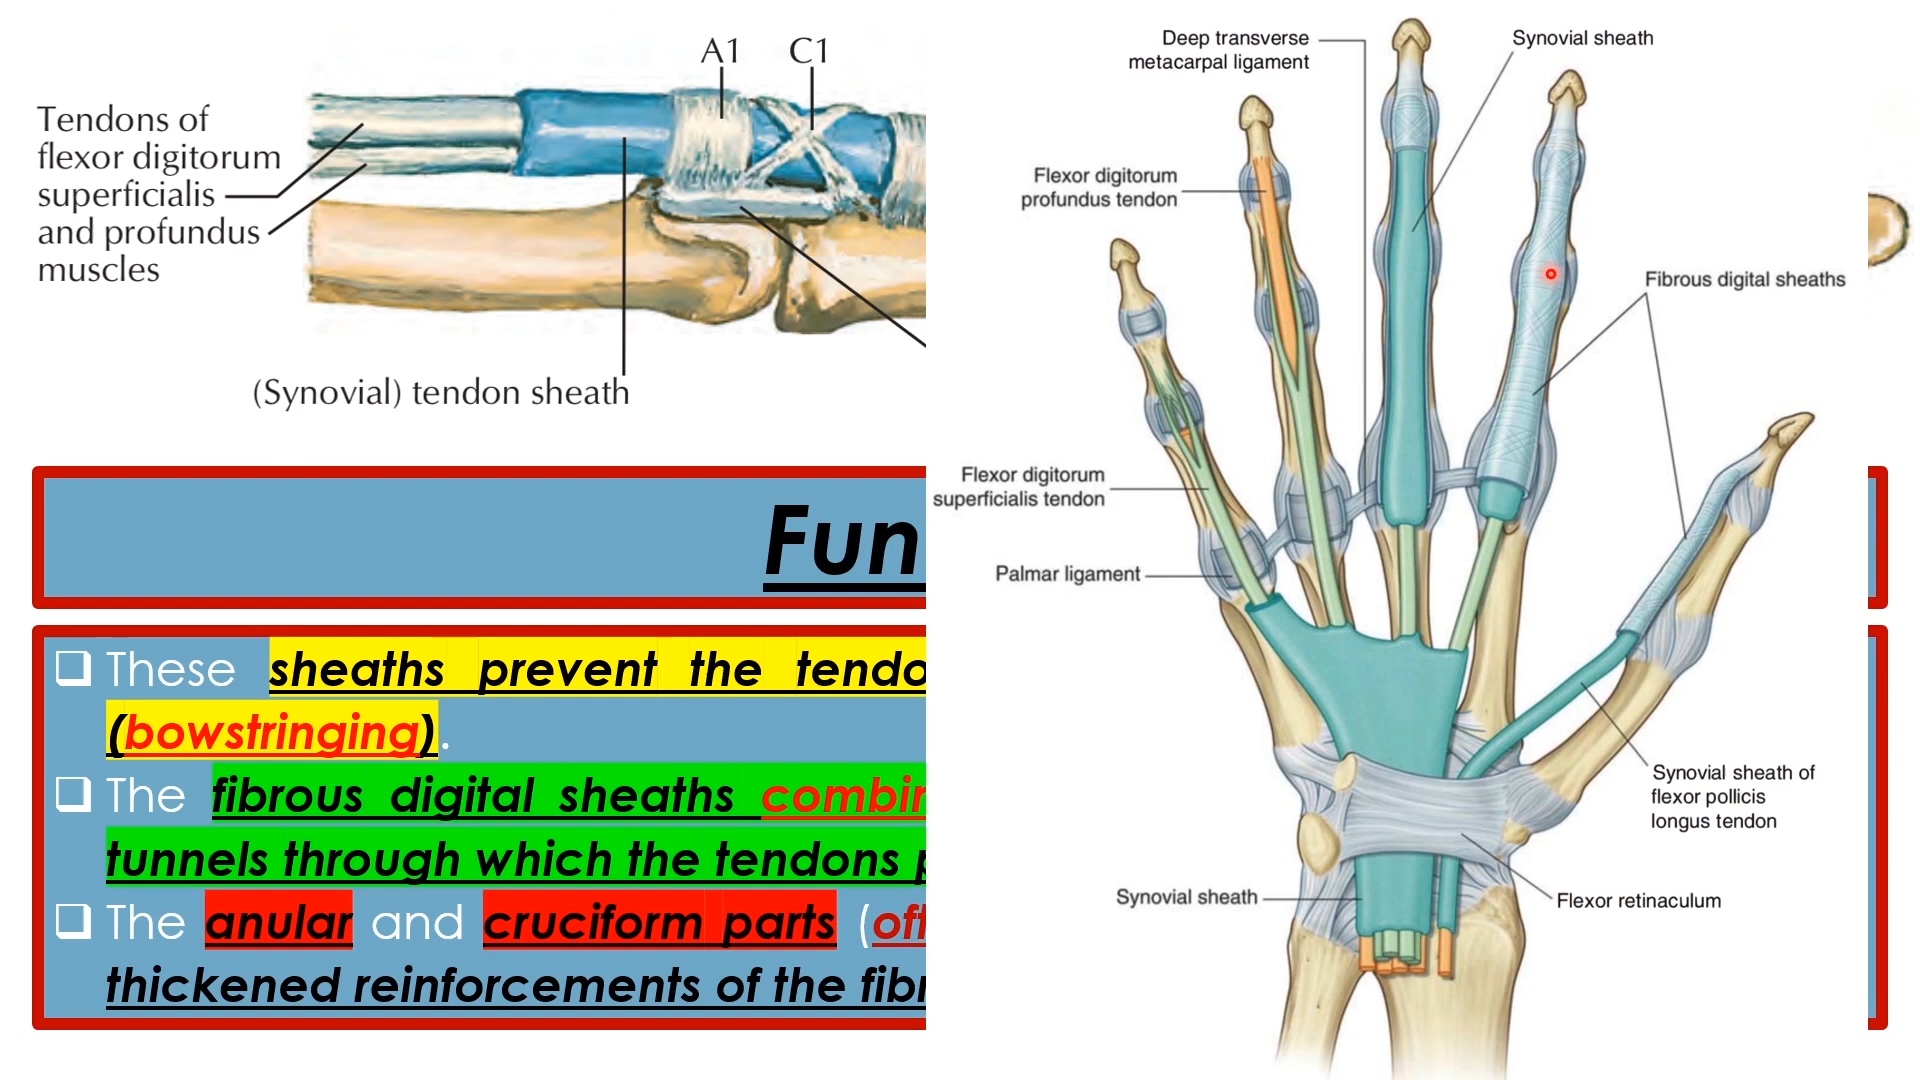 A1
C1
Tendons of
flexor digitorum
superficialis
and profundus
muscles
(Synovial) tendon sheath
Fun
❑ These sheaths prevent the tendo
(bowstringing).
❑ The fibrous digital sheaths combin
tunnels through which the tendons p
❑ The anular and cruciform parts (oft
thickened reinforcements of the fibr
Deep transverse
metacarpal ligament
Synovial sheath
Flexor digitorum
profundus tendon
Fibrous digital sheaths
Flexor digitorum
superficialis tendon
Palmar ligament
Synovial sheath of
flexor pollicis
longus tendon
Synovial sheath
Flexor retinaculum